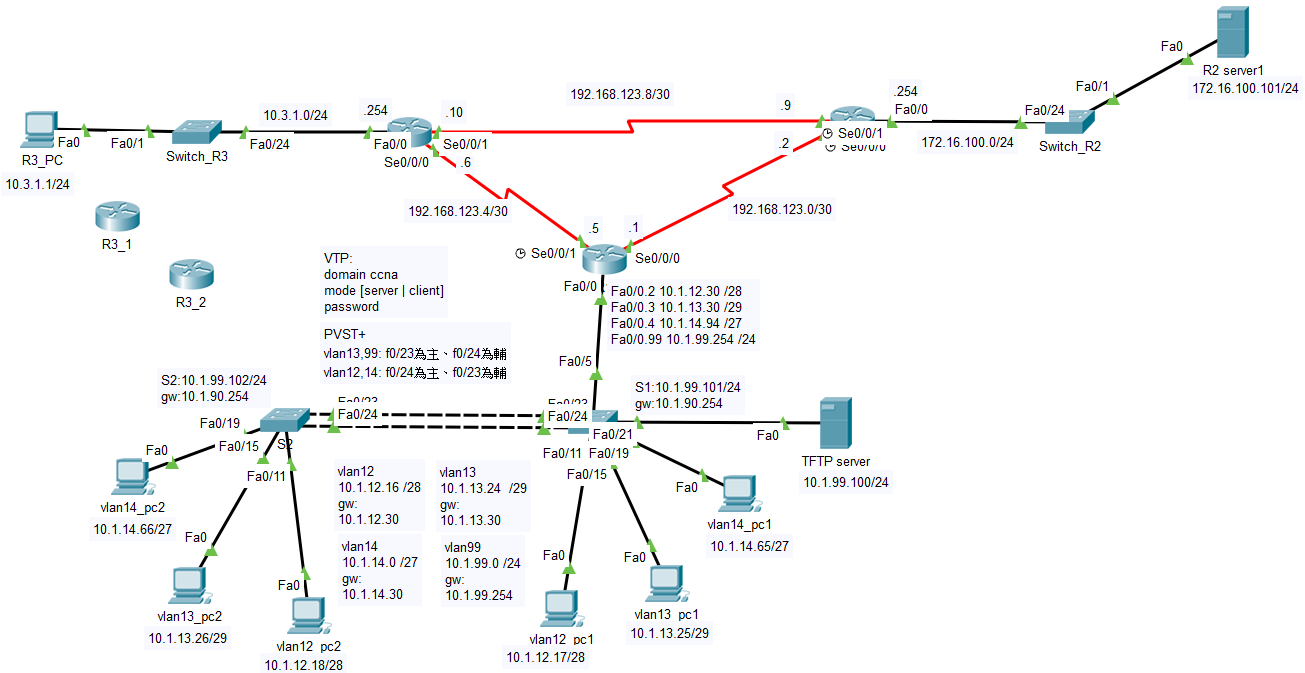 Fa0
R2 server1
172.16.100.101/24
Fa0/1
192.168.123.8/30
.254
10.3.1.0/24
.254
.10
.9
Fa0/0
Fa0/24
Fa0
Fa0/1
Fa0/24
Fa0/0
Se0/0/1
Se0/0/1
Se0/0/0
172.16.100.0/24
Switch_R2
R3_PC
Switch_R3
Se0/0/0
.6
.2
10.3.1.1/24
192.168.123.4/30
192.168.123.0/30
R3_1
.5
.1
Se0/0/1
Se0/0/0
R3_2
VTP:
domain ccna
mode [server | client]
password
Fa0/0
Fa0/0.2 10.1.12.30 /28
Fa0/0.3 10.1.13.30 /29
Fa0/0.4 10.1.14.94 /27
Fa0/0.99 10.1.99.254 /24
PVST+
vlan13,99: f0/23為主、f0/24為輔
vlan12,14: f0/24為主、f0/23為輔
Fa0/5
S2:10.1.99.102/24
gw:10.1.90.254
S1:10.1.99.101/24
gw:10.1.90.254
Fa0/23
Fa0/24
Fa0/23
Fa0/24
Fa0/19
Fa0/15
S2
Fa0/11
Fa0/21
Fa0/11
Fa0/19
Fa0/15
Fa0
TFTP server
10.1.99.100/24
Fa0
vlan14_pc2
10.1.14.66/27
vlan12
10.1.12.16 /28
gw:
10.1.12.30
vlan13
10.1.13.24 /29
gw:
10.1.13.30
vlan14
10.1.14.0 /27
gw:
10.1.14.30
vlan99
10.1.99.0 /24
gw:
10.1.99.254
Fa0
vlan14_pc1
10.1.14.65/27
Fa0
vlan13_pc2
10.1.13.26/29
Fa0
vlan12_pc2
10.1.12.18/28
Fa0
vlan12_pc1
10.1.12.17/28
Fa0
vlan13_pc1
10.1.13.25/29